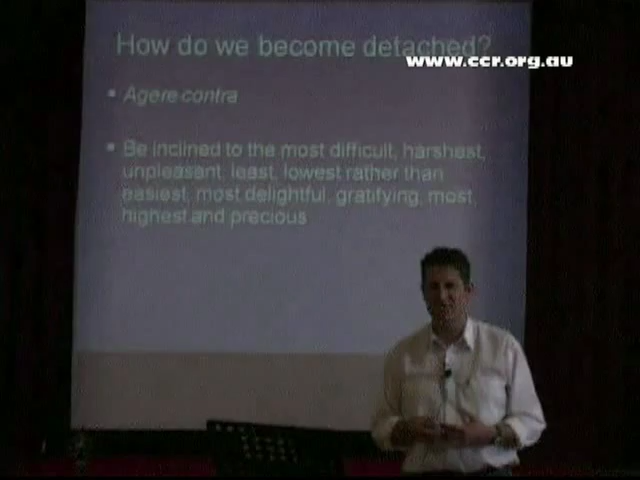 How do we become detached?
www.ccr.org.au
• Agere contra
• Be inclined to the most difficult, harshest,
unpleasant, least, lowest rather than
easiest, most delightful, gratifying, most,
highest and precious